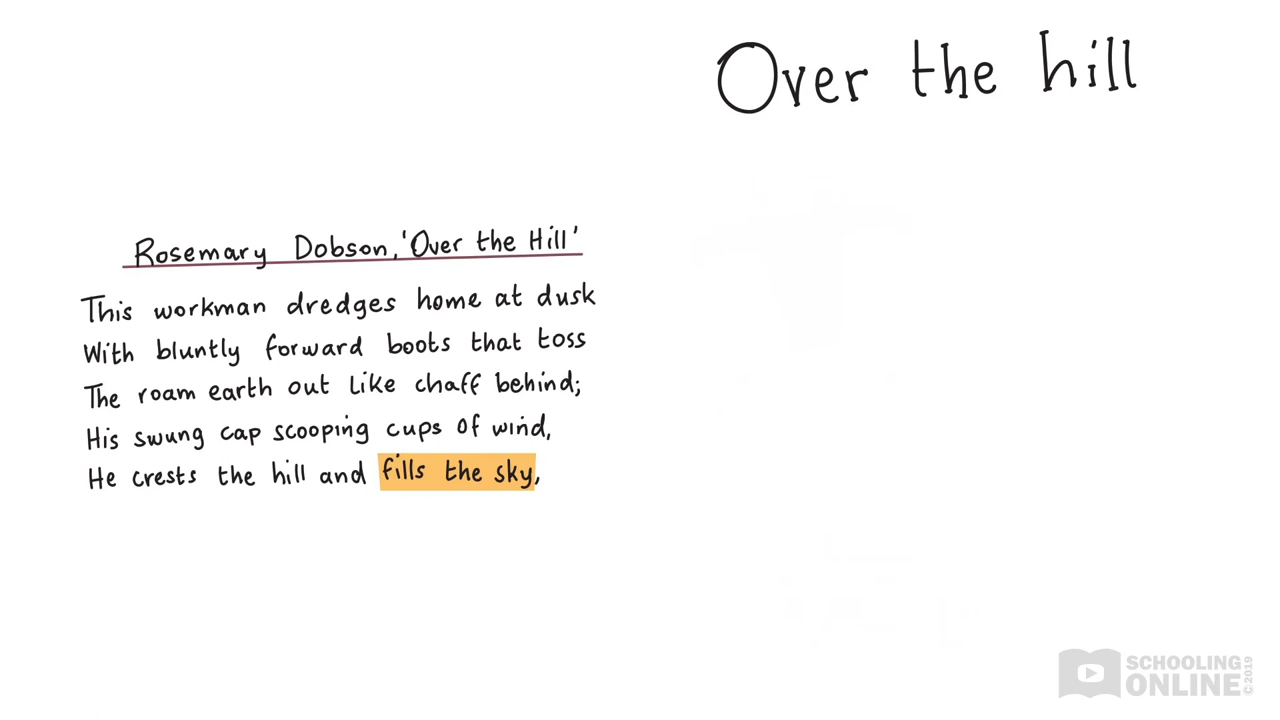 Over the hill
Rosemary Dobson, 'Over the Hill'
This workman dredges home at dusk
With bluntly forward boots that toss
The roam earth out like chaff behind;
His swung cap scooping cups of wind,
He crests the hill and fills the sky,
SCHOOLING
ONLINE
©2019